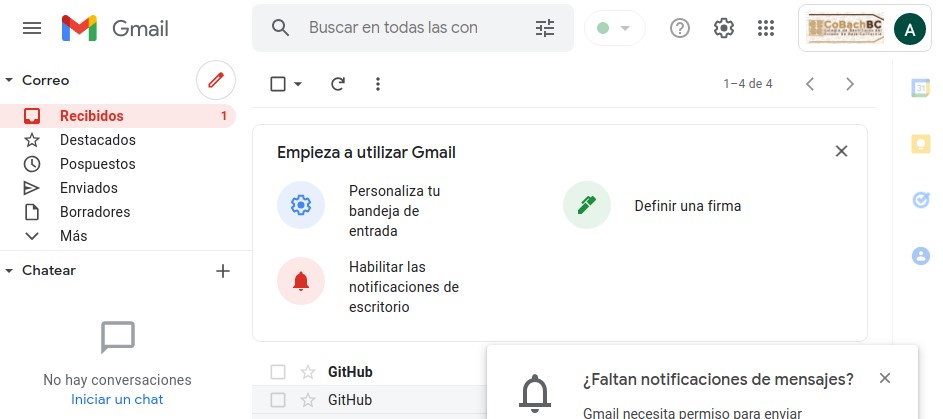 Gmail
Buscar en todas las con
CoBachBC
A
Correo
Recibidos
1
Destacados
Pospuestos
Enviados
Borradores
Más
Chatear
No hay conversaciones
Iniciar un chat
1–4 de 4
31
Empieza a utilizar Gmail
Personaliza tu
bandeja de
entrada
Definir una firma
Habilitar las
notificaciones de
escritorio
GitHub
GitHub
¿Faltan notificaciones de mensajes?
Gmail necesita permiso para enviar